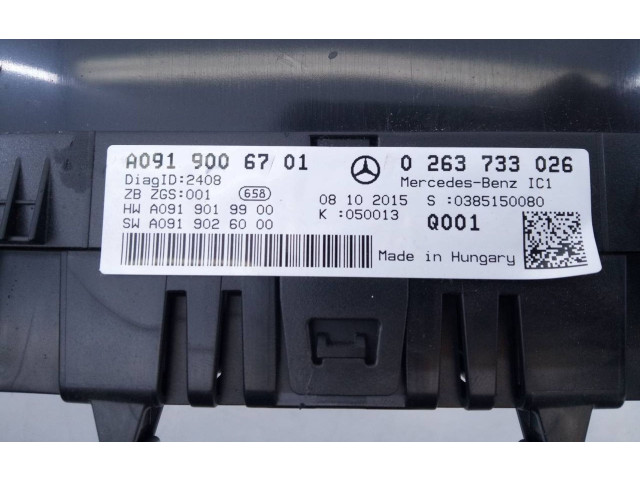 A091 900 67 01 0 263 733 026
DiagID:2408 Mercedes-Benz IC1
ZB ZGS:001 658 08 10 2015 S :0385150080
HW A091 901 99 00 K :050013 Q001
SW A091 902 60 00
Made in Hungary